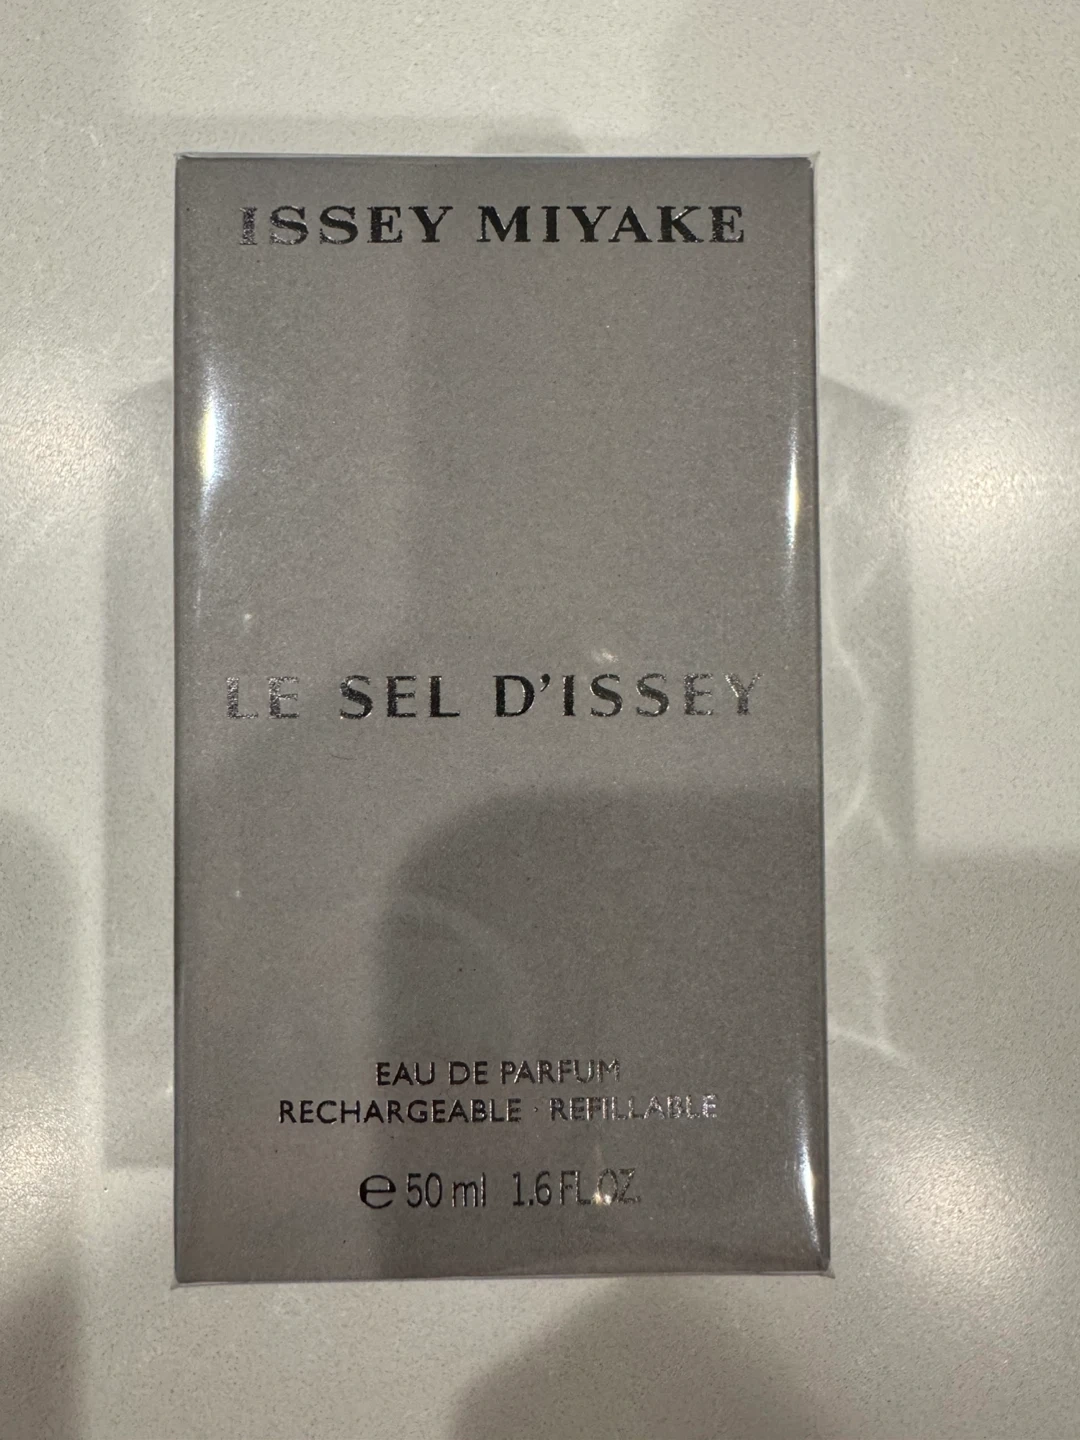 ISSEY MIYAKE
LE SEL D'ISSEY
EAU DE PARFUM
RECHARGEABLE · REFILLABLE
℮ 50 ml 1.6 FL.OZ.